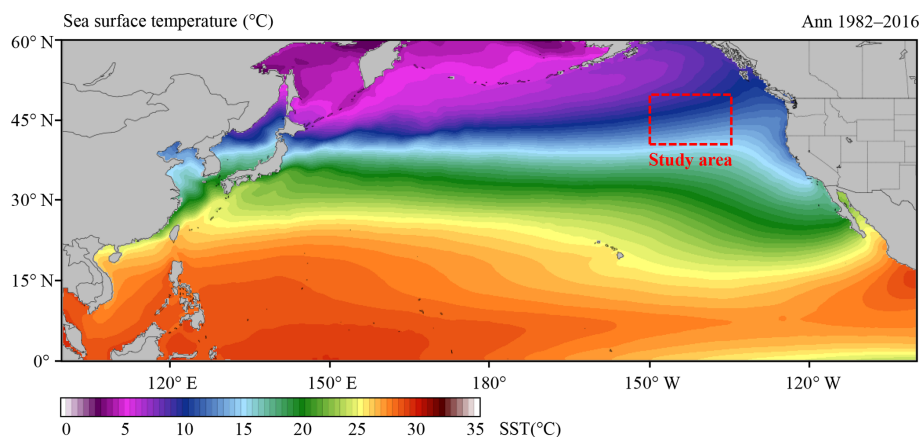 Sea surface temperature (°C) Ann 1982–2016
60° N
45° N
Study area
30° N
15° N
0°
120° E 150° E 180° 150° W 120° W
0 5 10 15 20 25 30 35 SST(°C)